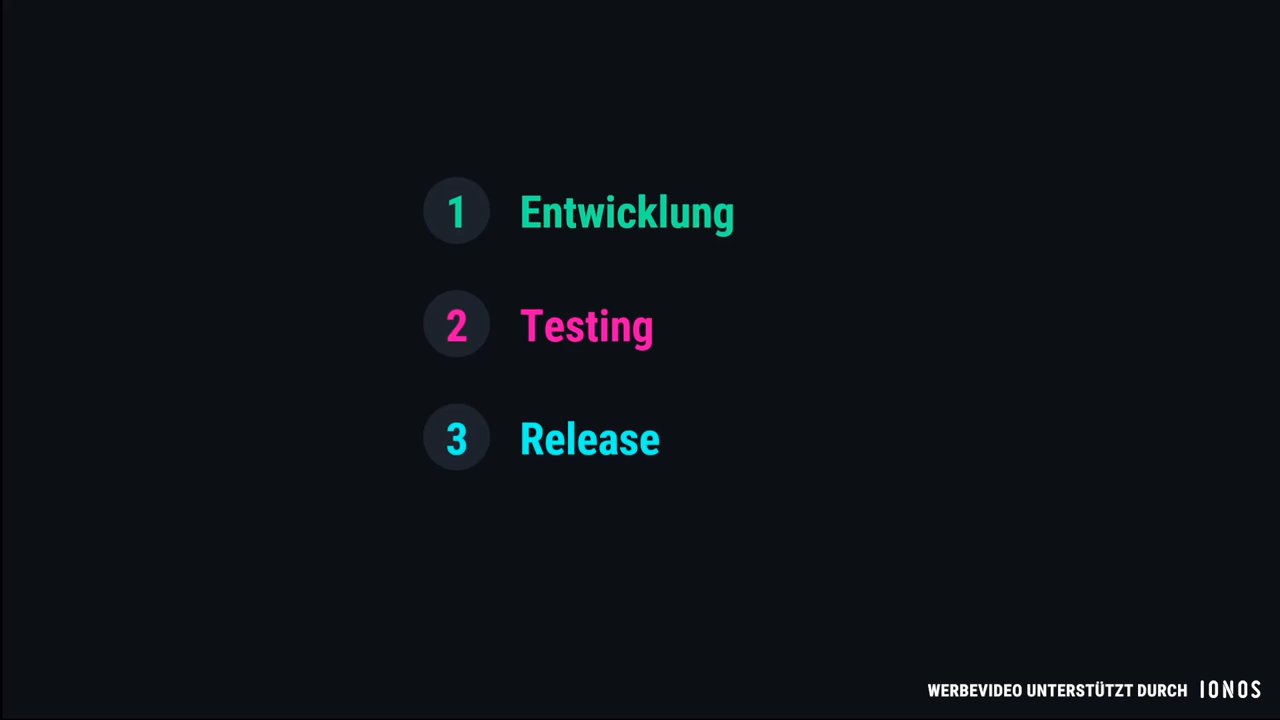 1 Entwicklung
2 Testing
3 Release
WERBEVIDEO UNTERSTÜTZT DURCH IONOS